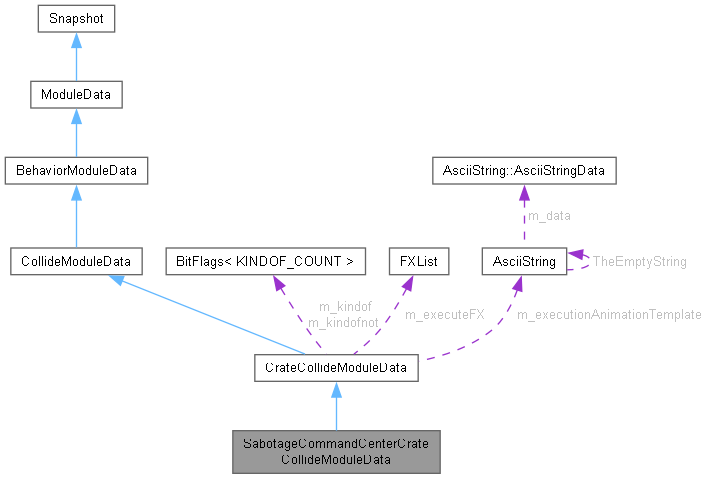 Snapshot
ModuleData
BehaviorModuleData
AsciiString::AsciiStringData
m_data
CollideModuleData
BitFlags< KINDOF_COUNT >
FXList
AsciiString
TheEmptyString
m_kindof
m_kindofnot
m_executeFX
m_executionAnimationTemplate
CrateCollideModuleData
SabotageCommandCenterCrate
CollideModuleData